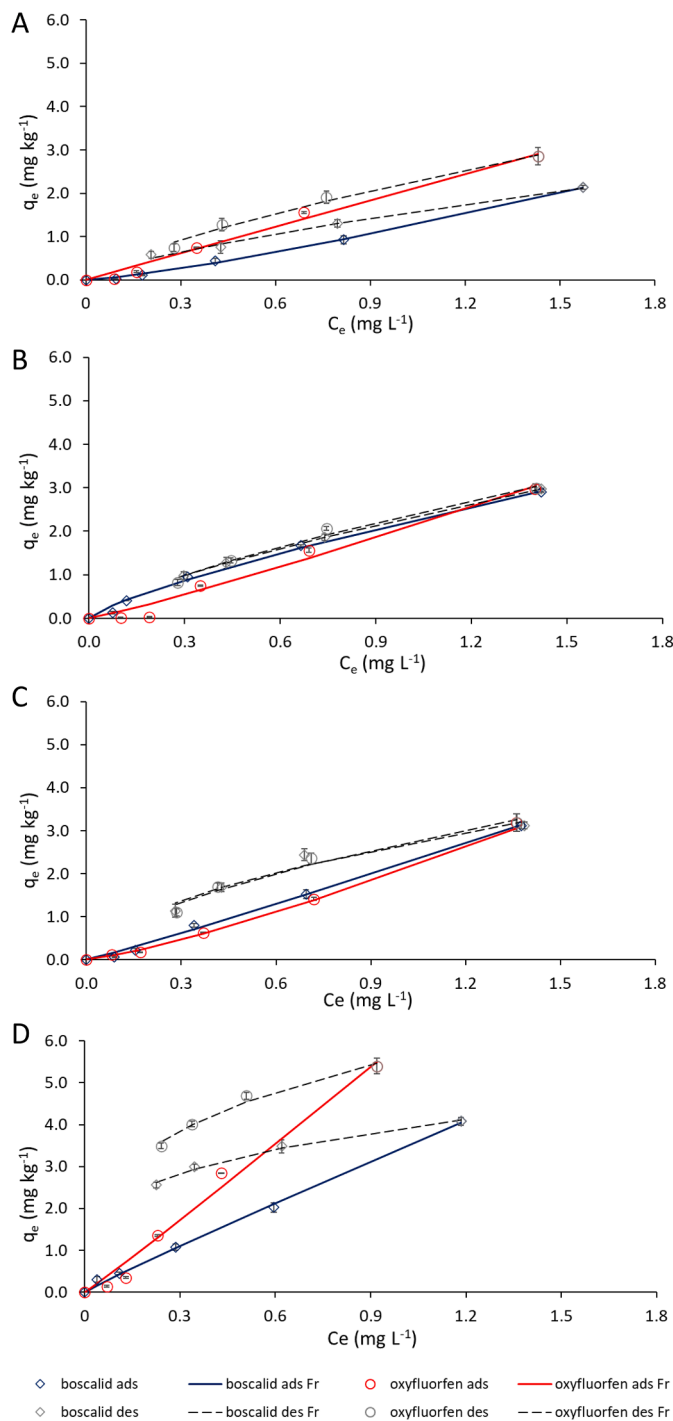 A
6.0
5.0
4.0
3.0
2.0
1.0
0.0
qe (mg kg-1)
0.0 0.3 0.6 0.9 1.2 1.5 1.8
Ce (mg L-1)
B
6.0
5.0
4.0
3.0
2.0
1.0
0.0
qe (mg kg-1)
0.0 0.3 0.6 0.9 1.2 1.5 1.8
Ce (mg L-1)
C
6.0
5.0
4.0
3.0
2.0
1.0
0.0
qe (mg kg-1)
0.0 0.3 0.6 0.9 1.2 1.5 1.8
Ce (mg L-1)
D
6.0
5.0
4.0
3.0
2.0
1.0
0.0
qe (mg kg-1)
0.0 0.3 0.6 0.9 1.2 1.5 1.8
Ce (mg L-1)
boscalid ads boscalid ads Fr oxyfluorfen ads oxyfluorfen ads Fr
boscalid des boscalid des Fr oxyfluorfen des oxyfluorfen des Fr